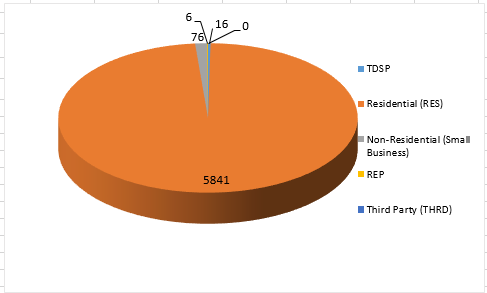 6
16
0
76
5841
TDSP
Residential (RES)
Non-Residential (Small
Business)
REP
Third Party (THRD)